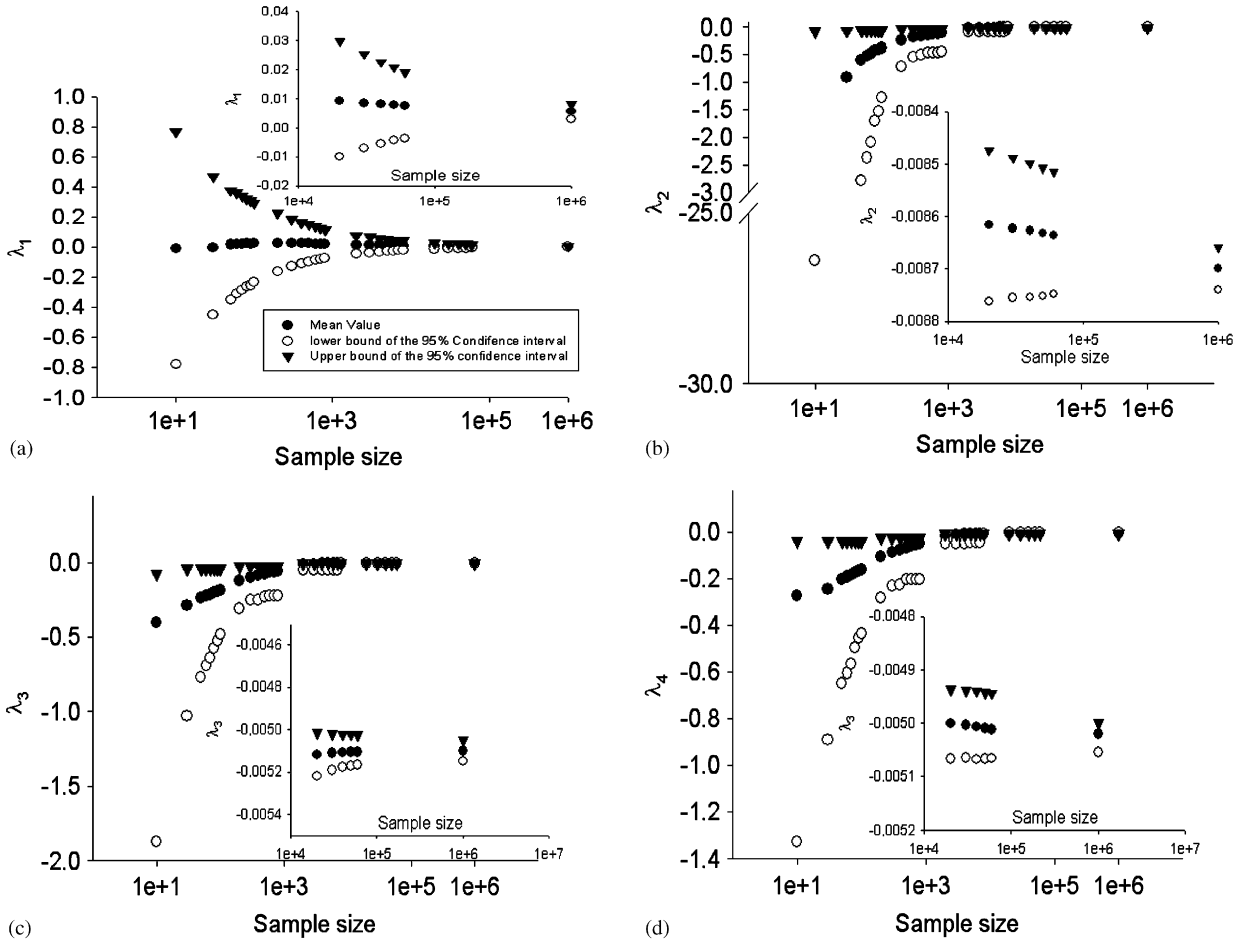 0.04
0.03
0.02
0.01
0.00
-0.01
-0.02
λ1
Sample size
1e+4
1e+5
1e+6
1.0
0.8
0.6
0.4
0.2
0.0
-0.2
-0.4
-0.6
-0.8
-1.0
λ1
Mean Value
lower bound of the 95% Condifence interval
Upper bound of the 95% confidence interval
1e+1
1e+3
1e+5
1e+6
Sample size
(a)
0.0
-0.5
-1.0
-1.5
-2.0
-2.5
-3.0
-25.0
-30.0
λ2
-0.0084
-0.0085
-0.0086
-0.0087
-0.0088
λ2
1e+4
1e+5
1e+6
Sample size
1e+1
1e+3
1e+5
1e+6
Sample size
(b)
0.0
-0.5
-1.0
-1.5
-2.0
λ3
-0.0046
-0.0048
-0.0050
-0.0052
-0.0054
λ3
Sample size
1e+4
1e+5
1e+6
1e+7
1e+1
1e+3
1e+5
1e+6
Sample size
(c)
0.0
-0.2
-0.4
-0.6
-0.8
-1.0
-1.2
-1.4
λ4
-0.0048
-0.0049
-0.0050
-0.0051
-0.0052
λ3
Sample size
1e+4
1e+5
1e+6
1e+7
1e+1
1e+3
1e+5
1e+6
Sample size
(d)